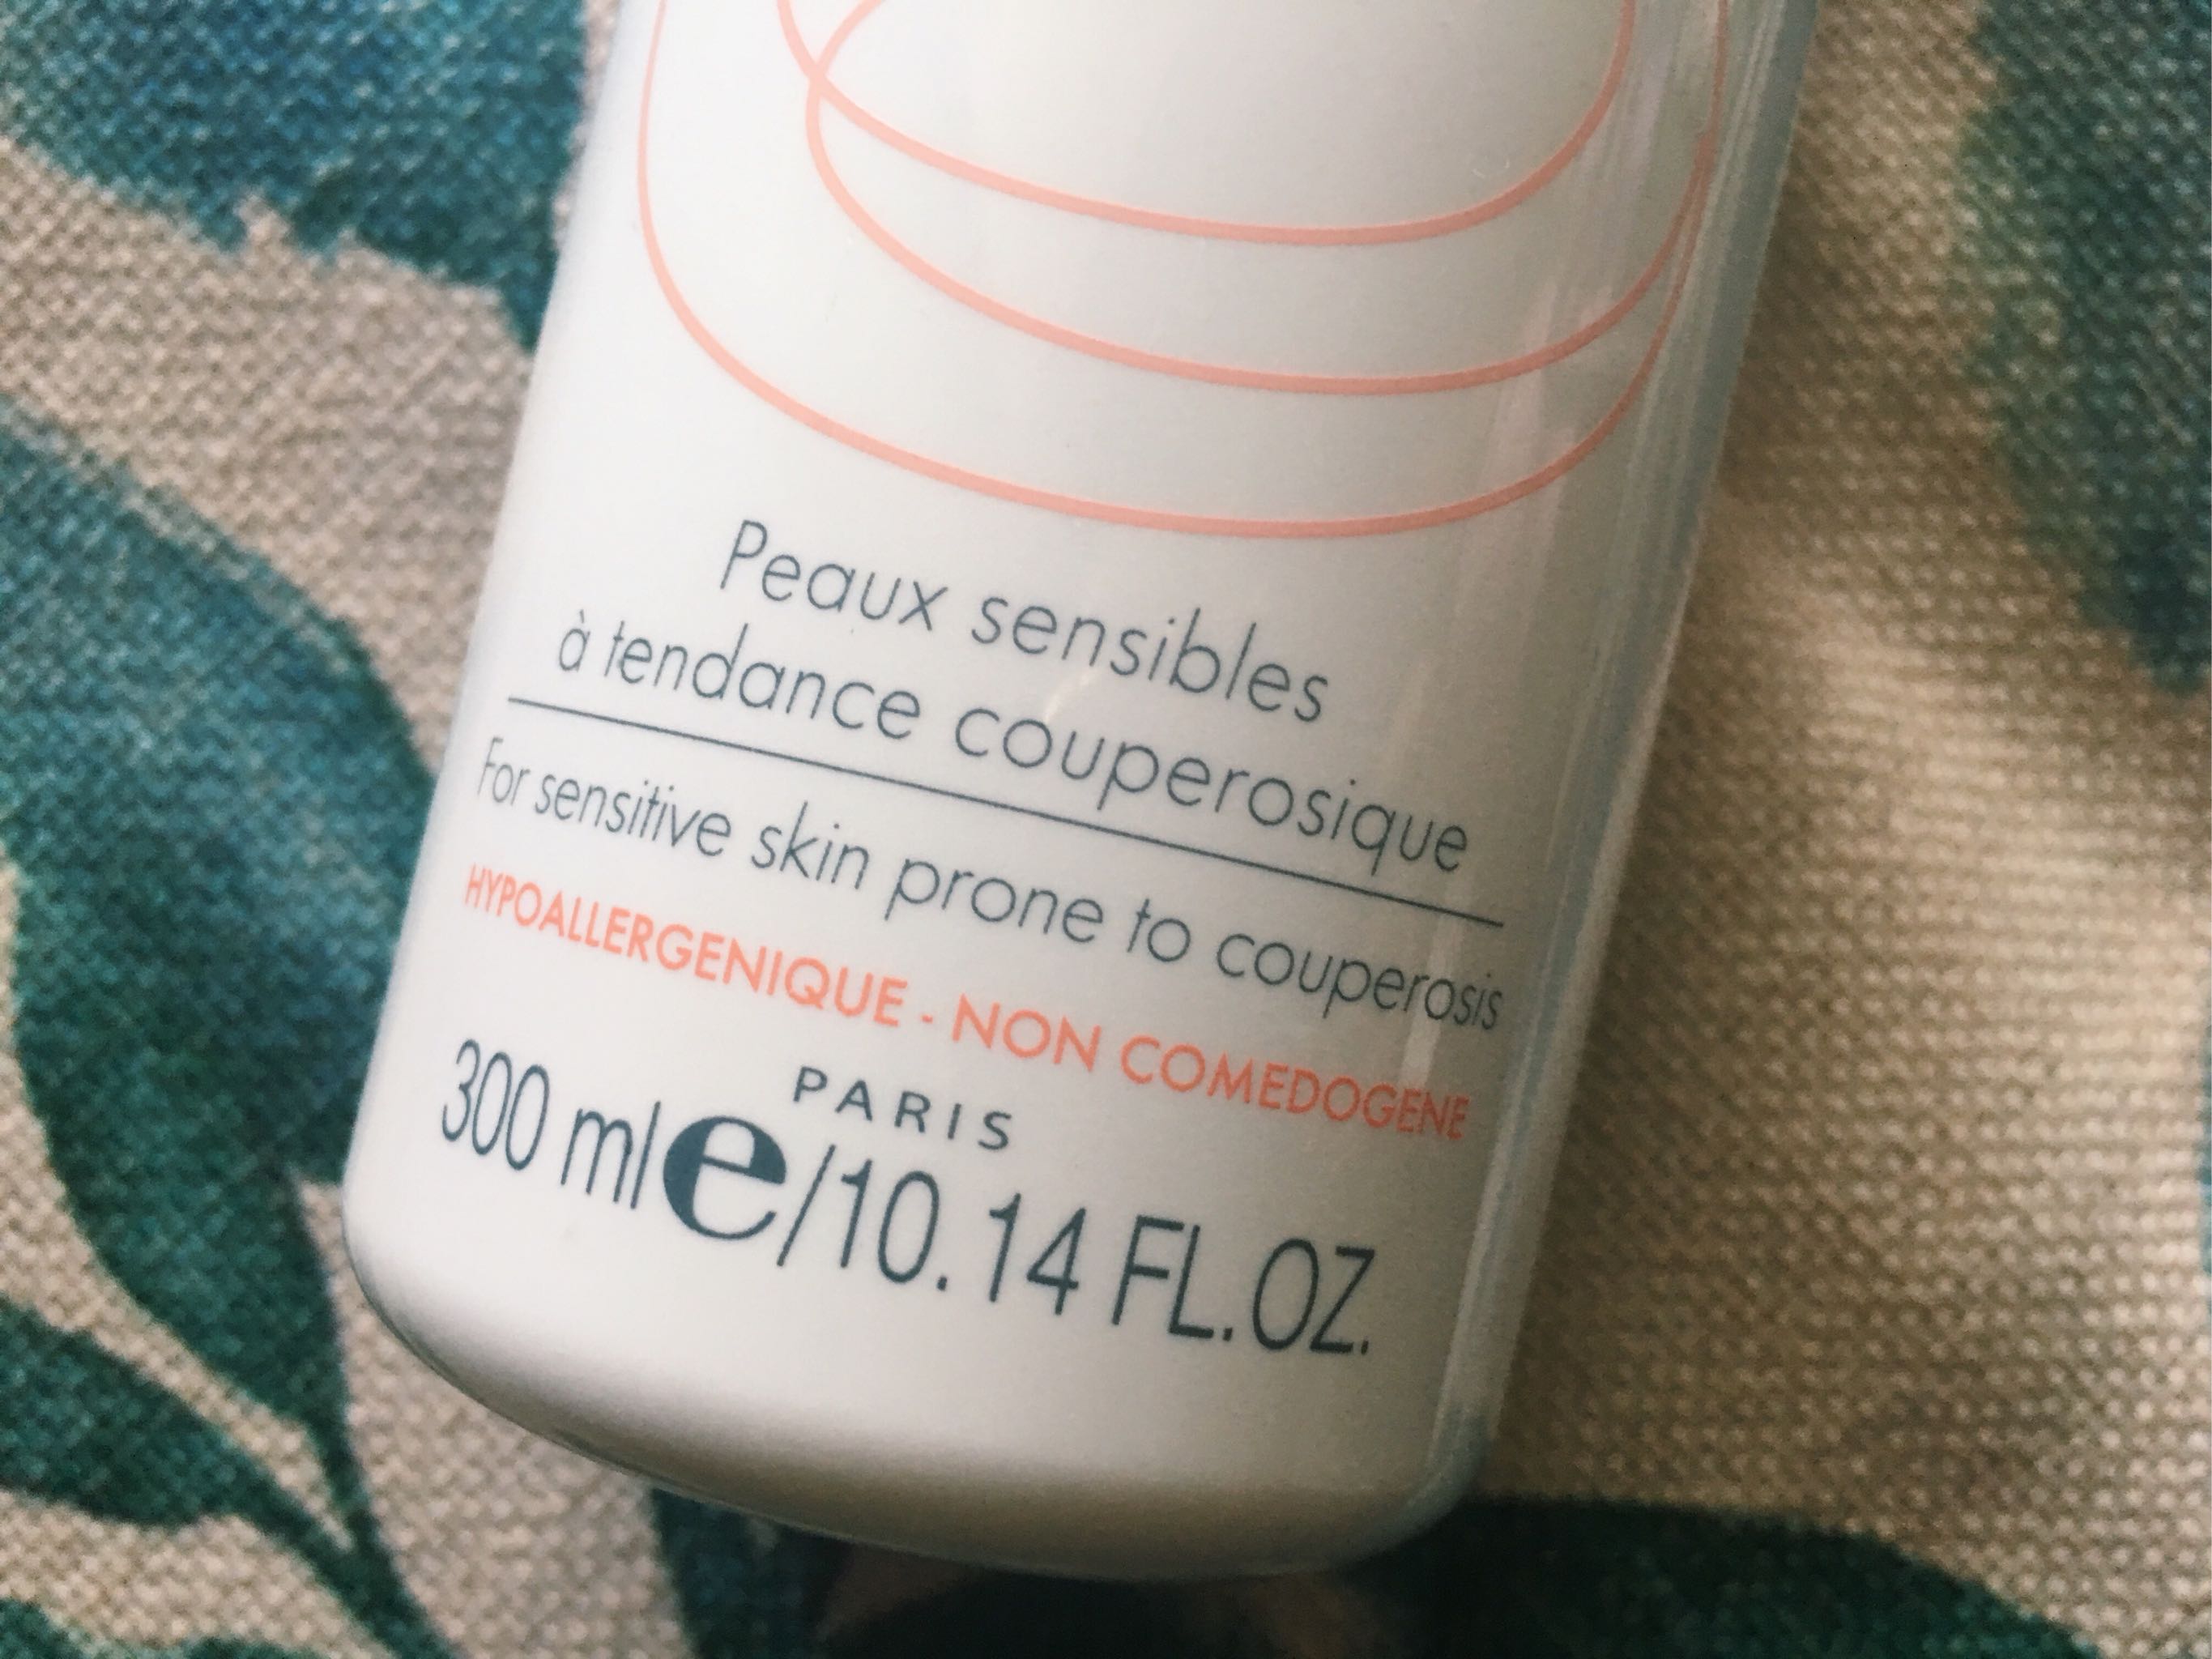 Peaux sensibles
à tendance couperosique
For sensitive skin prone to couperosis
HYPOALLERGENIQUE - NON COMEDOGENE
PARIS
300 ml e/10.14 FL.OZ.